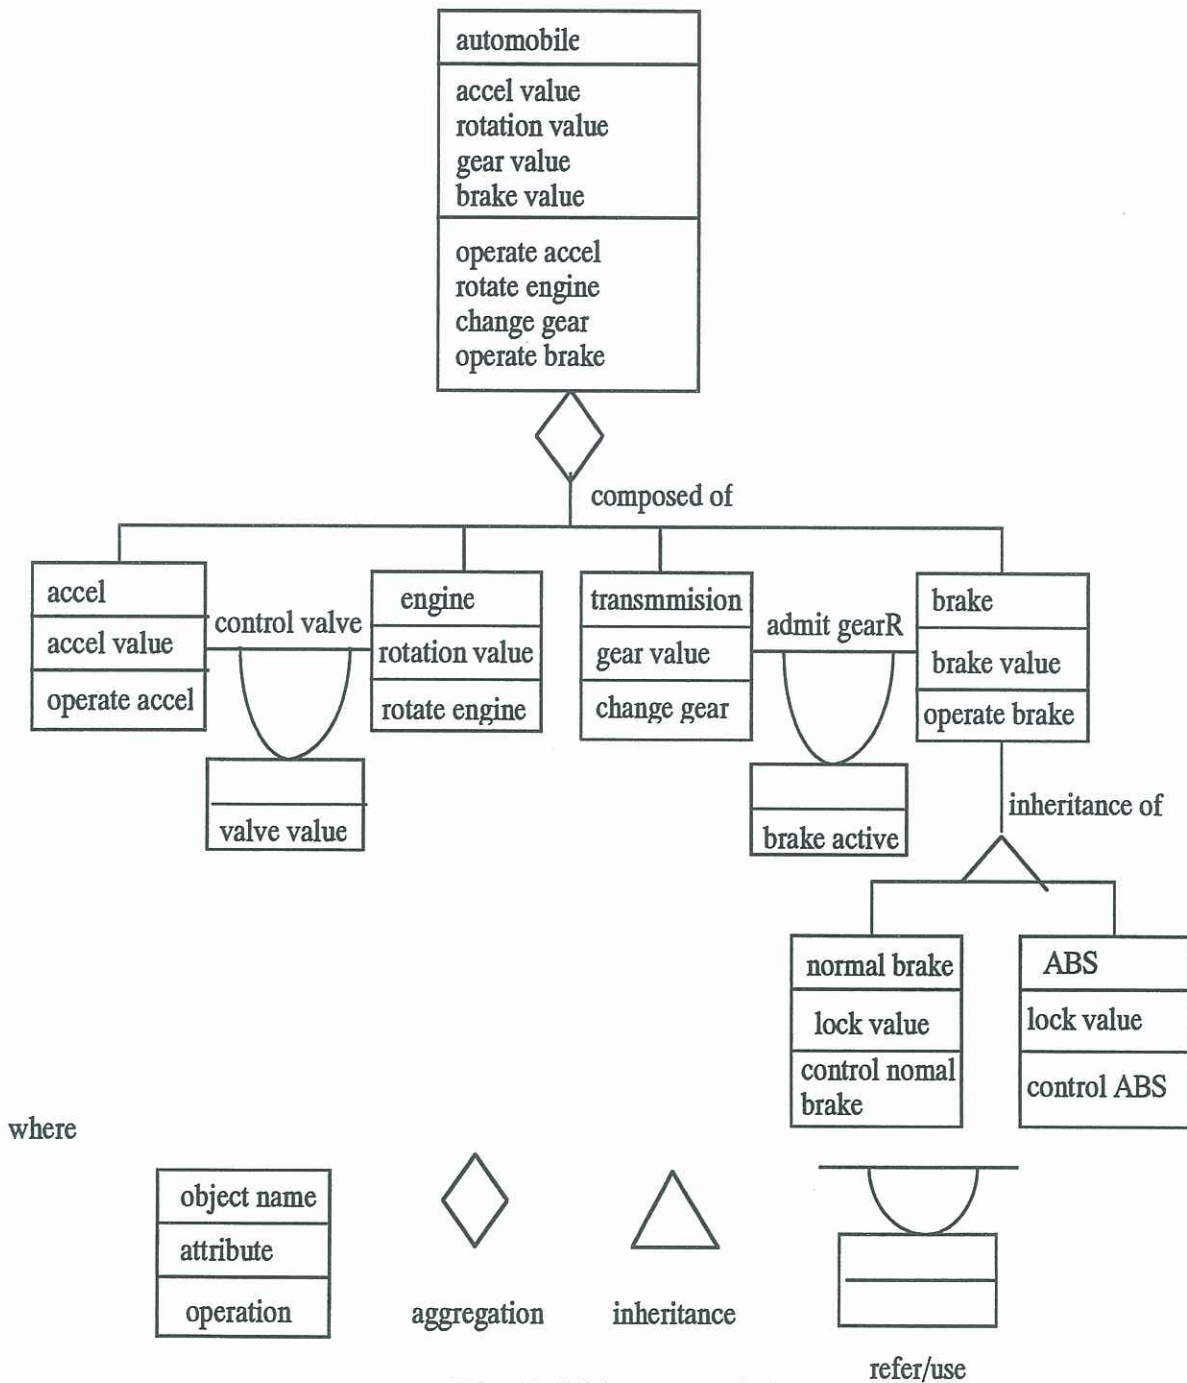 automobile
accel value
rotation value
gear value
brake value
operate accel
rotate engine
change gear
operate brake
composed of
accel
accel value
operate accel
control valve
engine
rotation value
rotate engine
transmmision
gear value
change gear
admit gearR
brake
brake value
operate brake
valve value
brake active
inheritance of
normal brake
lock value
control nomal
brake
ABS
lock value
control ABS
where
object name
attribute
operation
aggregation
inheritance
refer/use